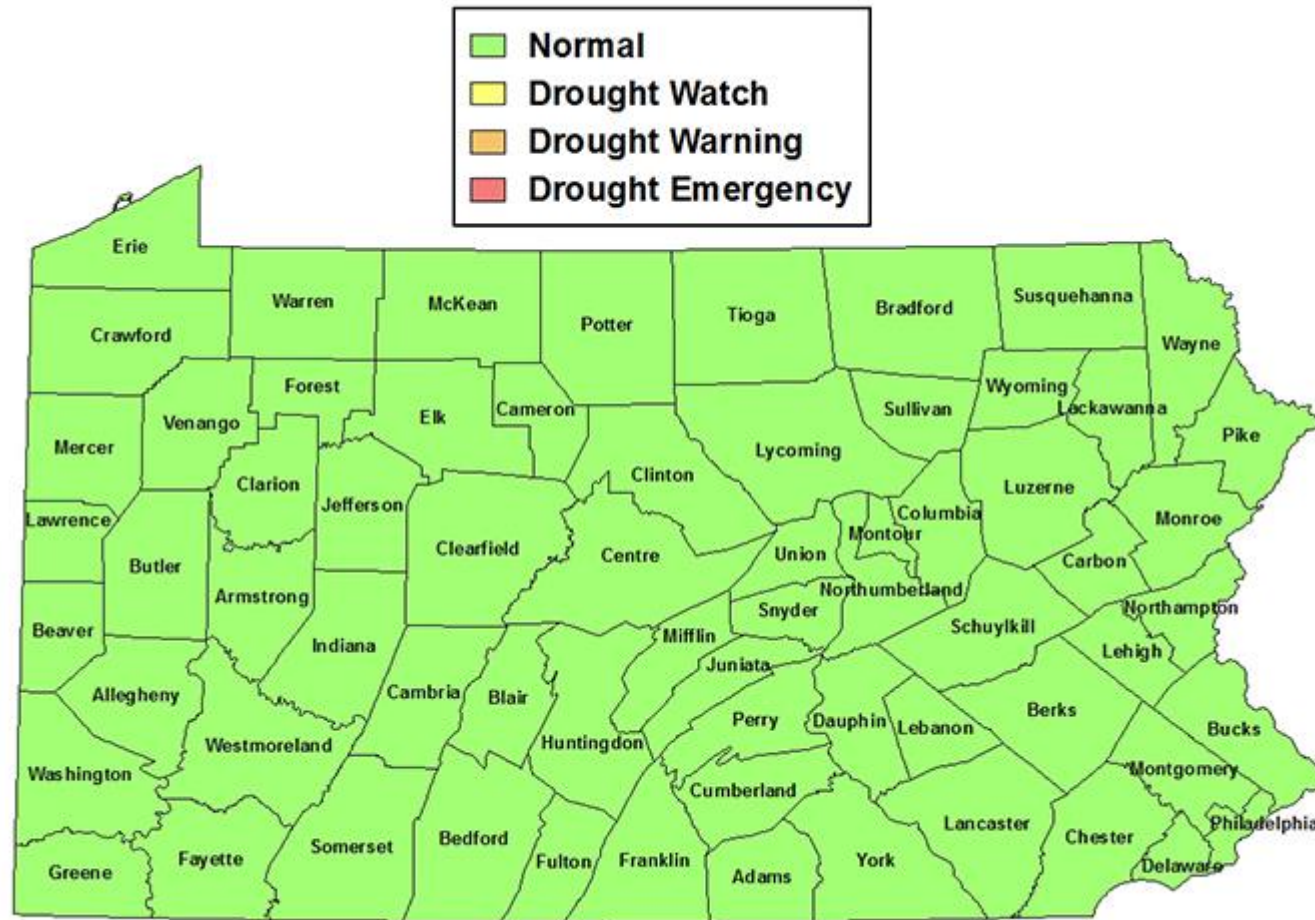 Normal
Drought Watch
Drought Warning
Drought Emergency
Erie
Warren
McKean
Potter
Tioga
Bradford
Susquehanna
Crawford
Wayne
Forest
Venango
Elk
Cameron
Sullivan
Wyoming
Lackawanna
Mercer
Pike
Clarion
Lycoming
Clinton
Jefferson
Luzerne
Lawrence
Columbia
Monroe
Montour
Clearfield
Centre
Union
Butler
Carbon
Armstrong
Northumberland
Snyder
Northampton
Beaver
Schuylkill
Mifflin
Indiana
Lehigh
Juniata
Allegheny
Cambria
Blair
Berks
Perry
Dauphin
Lebanon
Bucks
Westmoreland
Huntingdon
Washington
Montgomery
Cumberland
Philadelphia
Lancaster
Chester
Bedford
Somerset
Fayette
Fulton
Franklin
York
Delaware
Greene
Adams